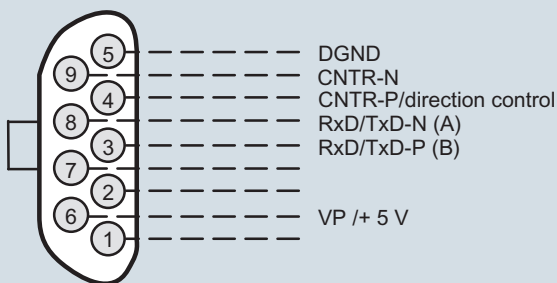 5 DGND
9 CNTR-N
4 CNTR-P/direction control
8 RxD/TxD-N (A)
3 RxD/TxD-P (B)
7
2
6 VP /+ 5 V
1